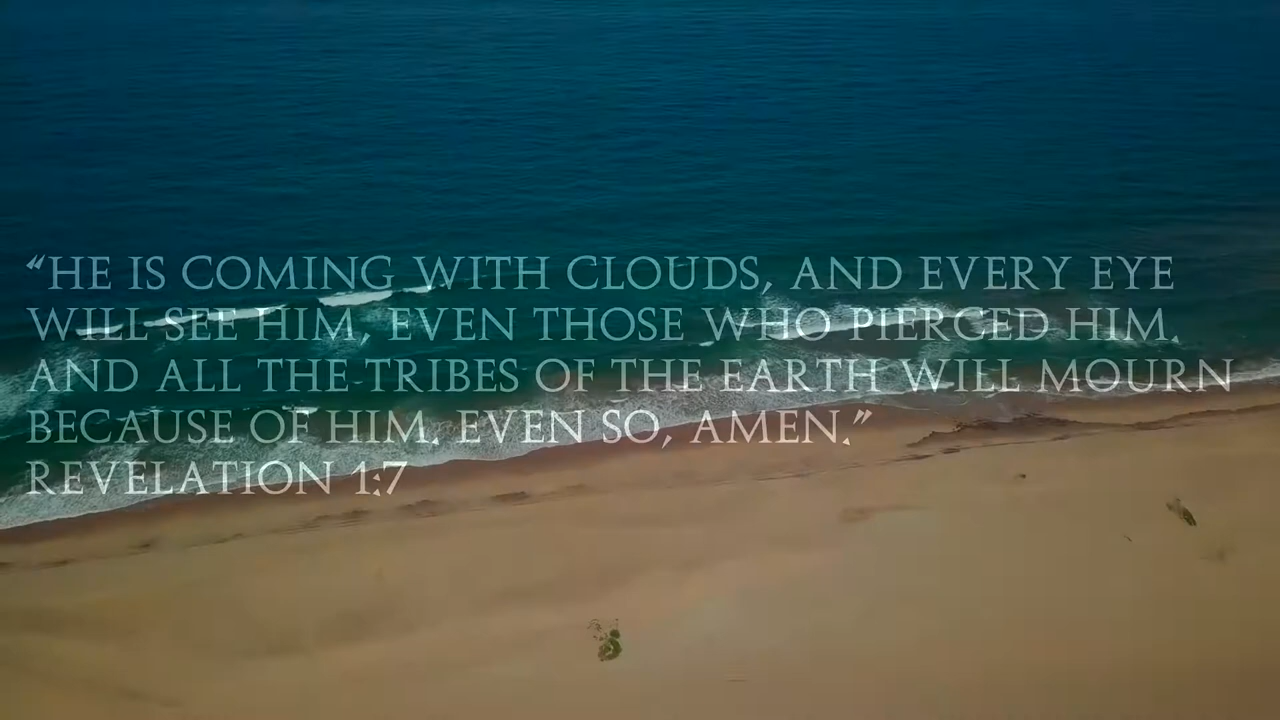 “HE IS COMING WITH CLOUDS, AND EVERY EYE
WILL SEE HIM, EVEN THOSE WHO PIERCED HIM.
AND ALL THE TRIBES OF THE EARTH WILL MOURN
BECAUSE OF HIM. EVEN SO, AMEN.”
REVELATION 1:7